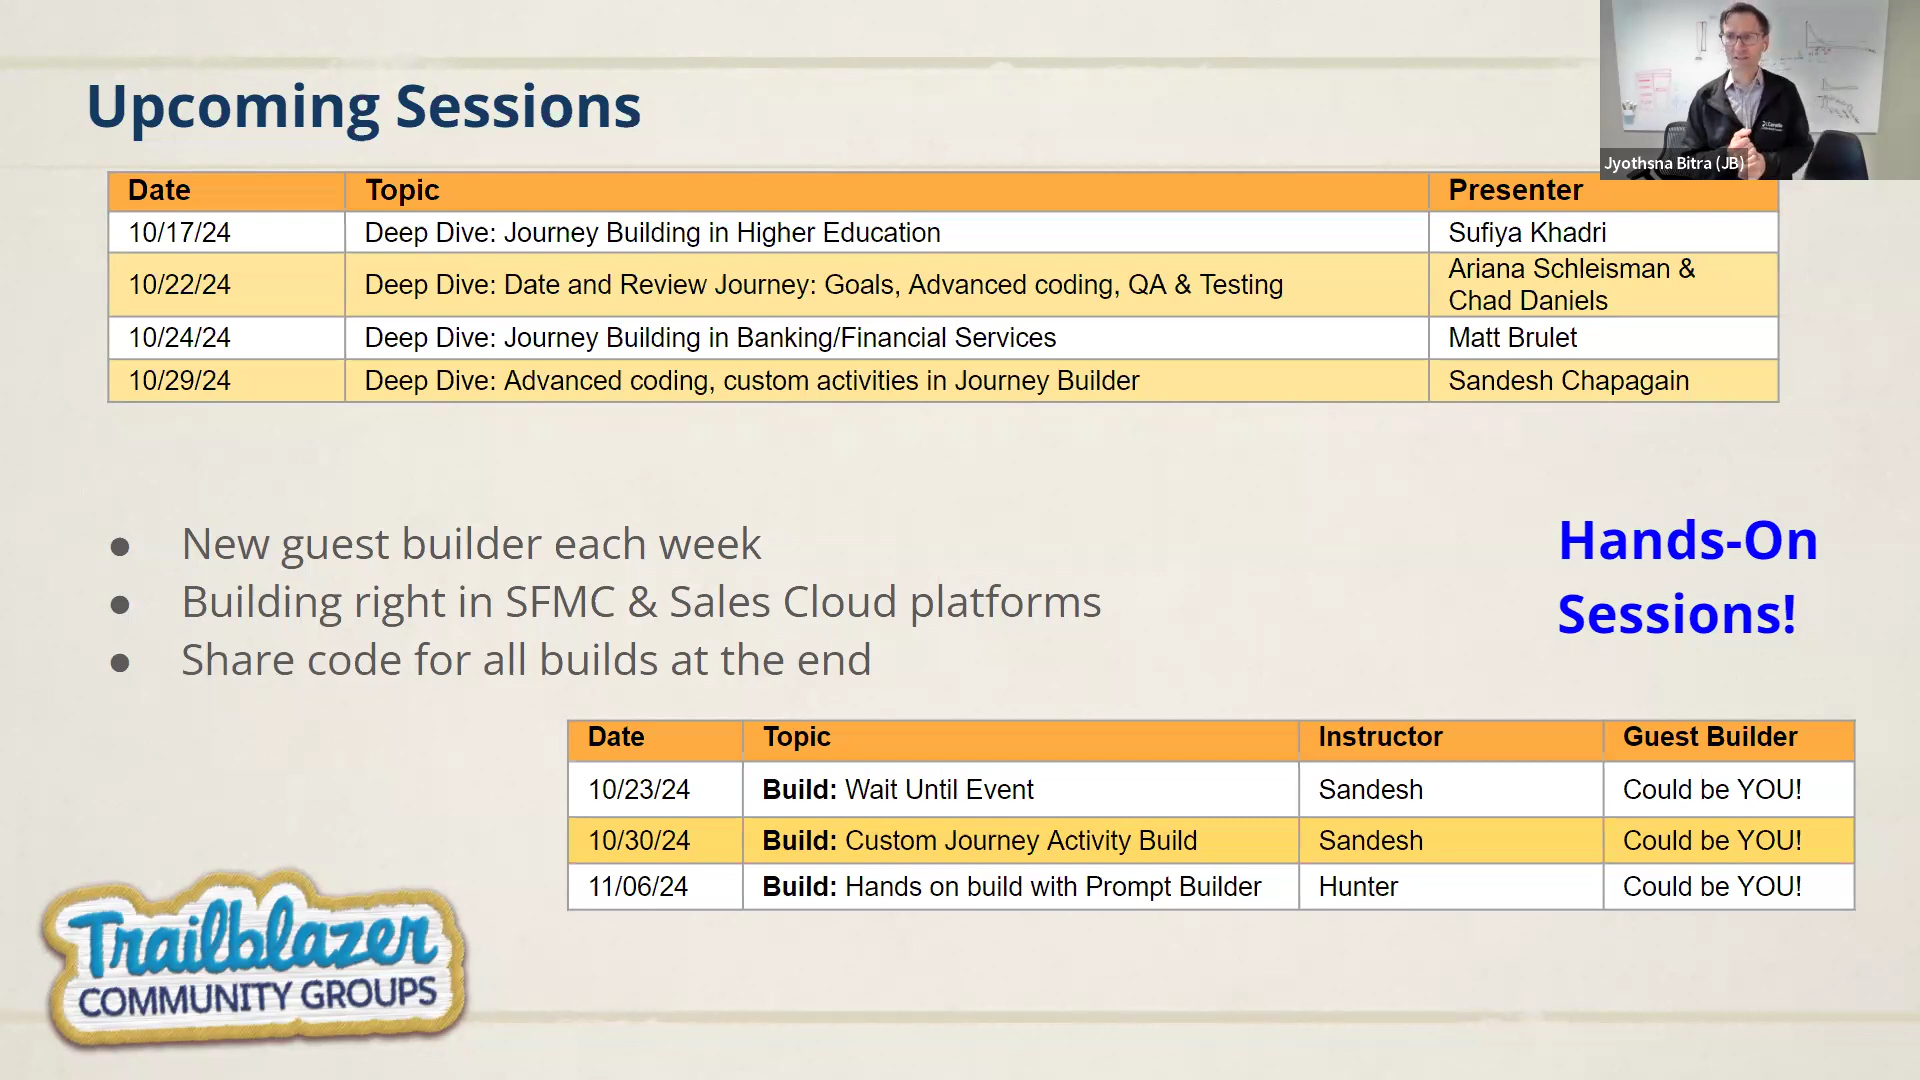 Upcoming Sessions
Jyothsna Bitra (JB)
Date Topic Presenter
10/17/24 Deep Dive: Journey Building in Higher Education Sufiya Khadri
10/22/24 Deep Dive: Date and Review Journey: Goals, Advanced coding, QA & Testing Ariana Schleisman &
Chad Daniels
10/24/24 Deep Dive: Journey Building in Banking/Financial Services Matt Brulet
10/29/24 Deep Dive: Advanced coding, custom activities in Journey Builder Sandesh Chapagain
● New guest builder each week
● Building right in SFMC & Sales Cloud platforms
● Share code for all builds at the end
Hands-On
Sessions!
Date Topic Instructor Guest Builder
10/23/24 Build: Wait Until Event Sandesh Could be YOU!
10/30/24 Build: Custom Journey Activity Build Sandesh Could be YOU!
11/06/24 Build: Hands on build with Prompt Builder Hunter Could be YOU!
Trailblazer
COMMUNITY GROUPS